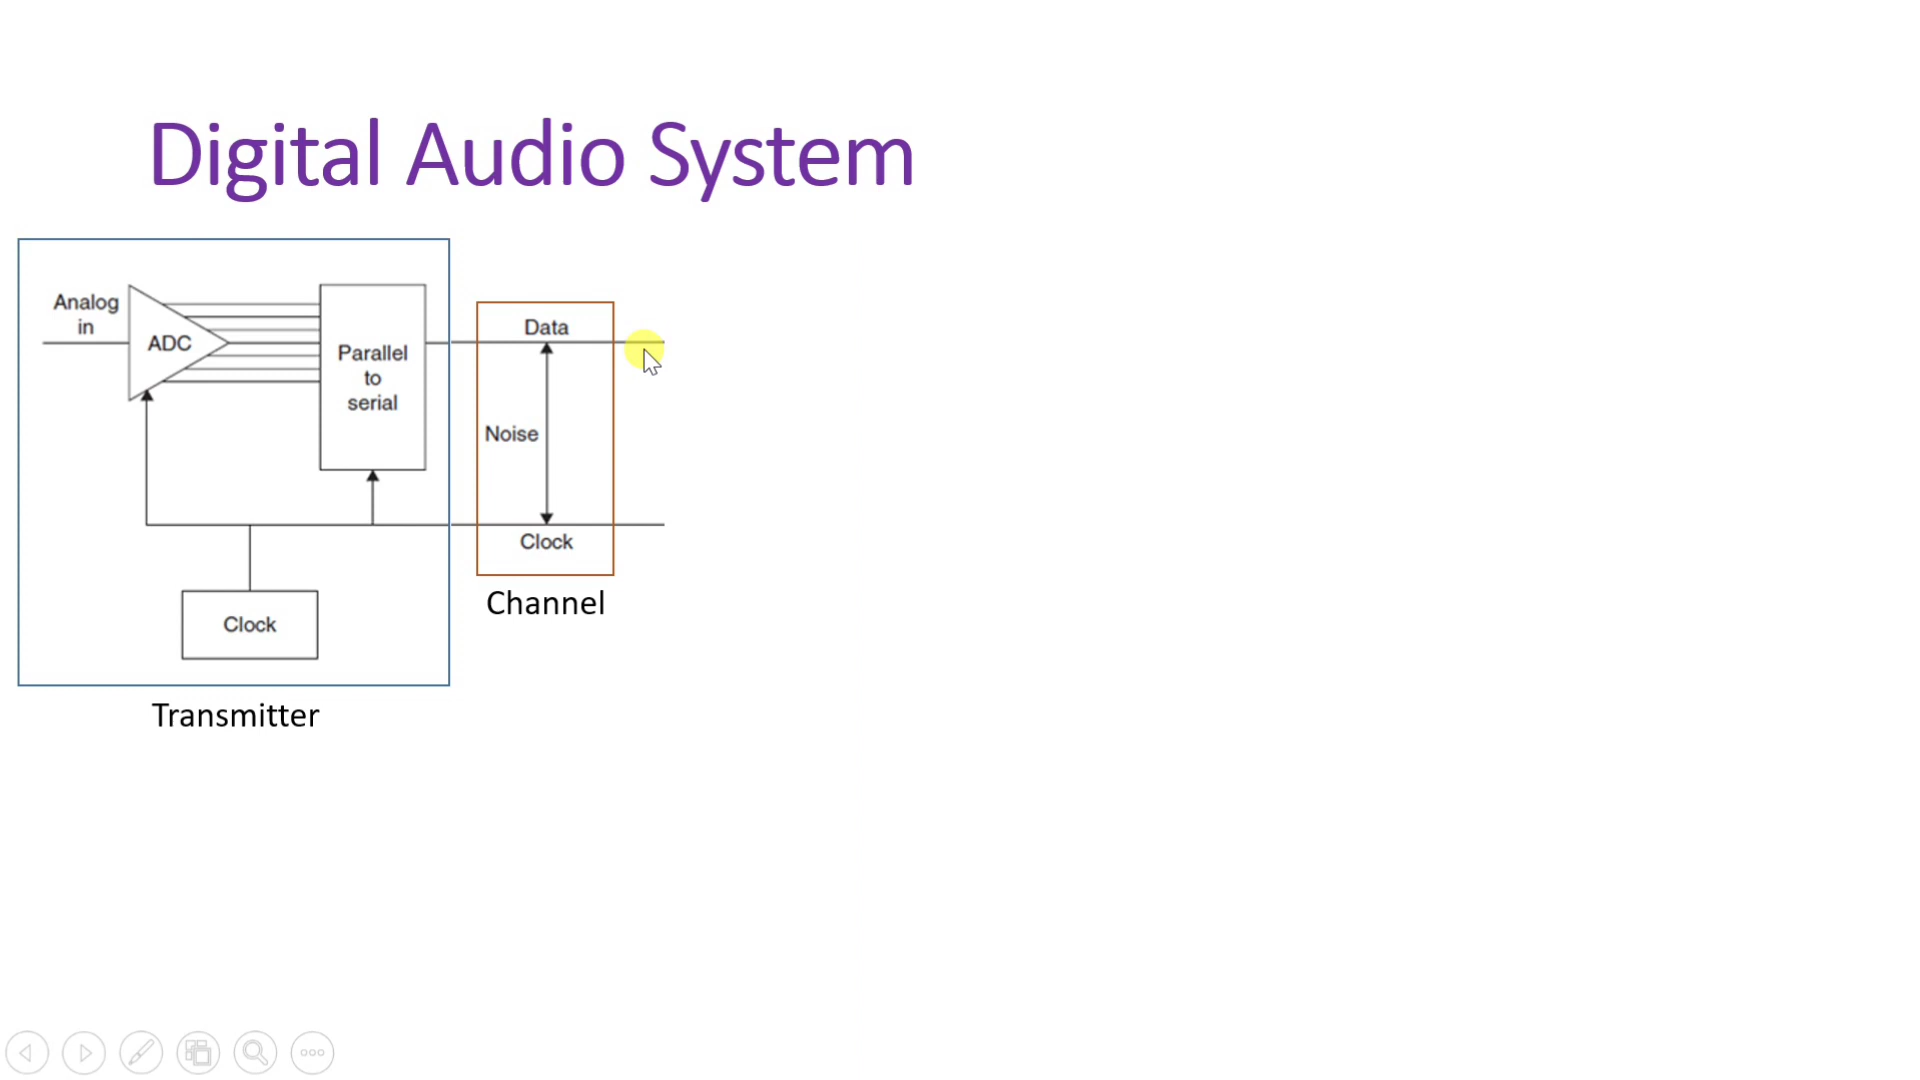 Digital Audio System
Analog
in
ADC
Parallel
to
serial
Clock
Transmitter
Data
Noise
Clock
Channel